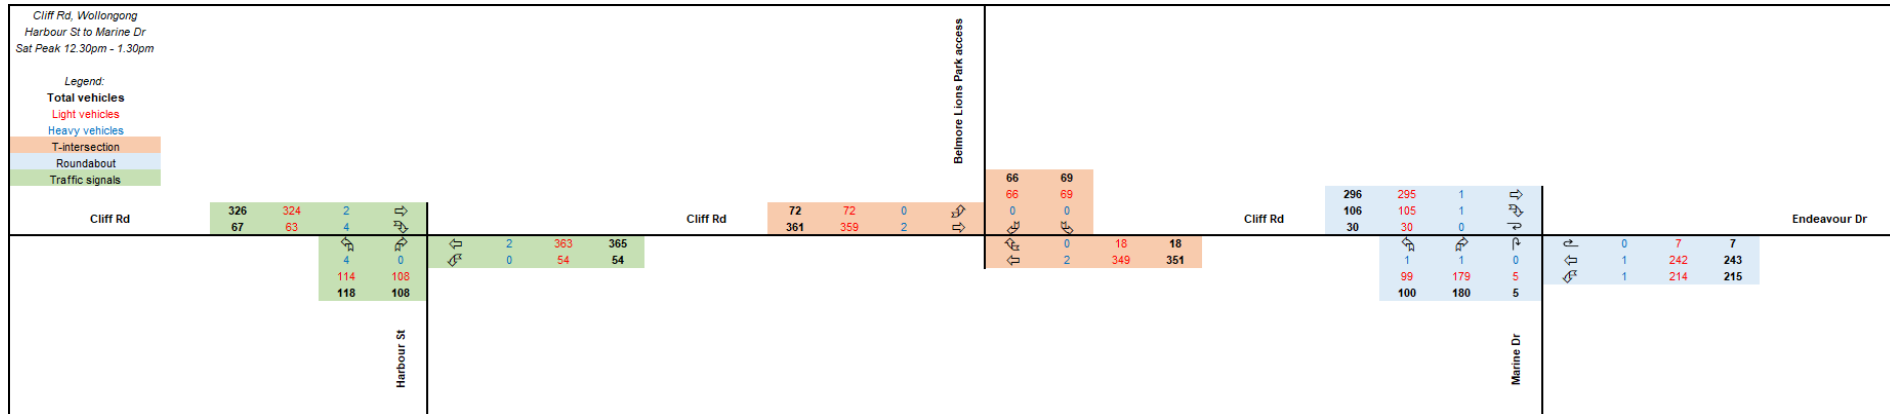 Cliff Rd, Wollongong
Harbour St to Marine Dr
Sat Peak 12.30pm - 1.30pm
Legend:
Total vehicles
Light vehicles
Heavy vehicles
T-intersection
Roundabout
Traffic signals
Cliff Rd
326 324 2
67 63 4
4 0
114 108
118 108
Harbour St
2 363 365
0 54 54
Cliff Rd
72 72 0
361 359 2
Belmore Lions Park access
66 69
66 69
0 0
0 18 18
2 349 351
Cliff Rd
296 295 1
106 105 1
30 30 0
1 1 0
99 179 5
100 180 5
Marine Dr
0 7 7
1 242 243
1 214 215
Endeavour Dr